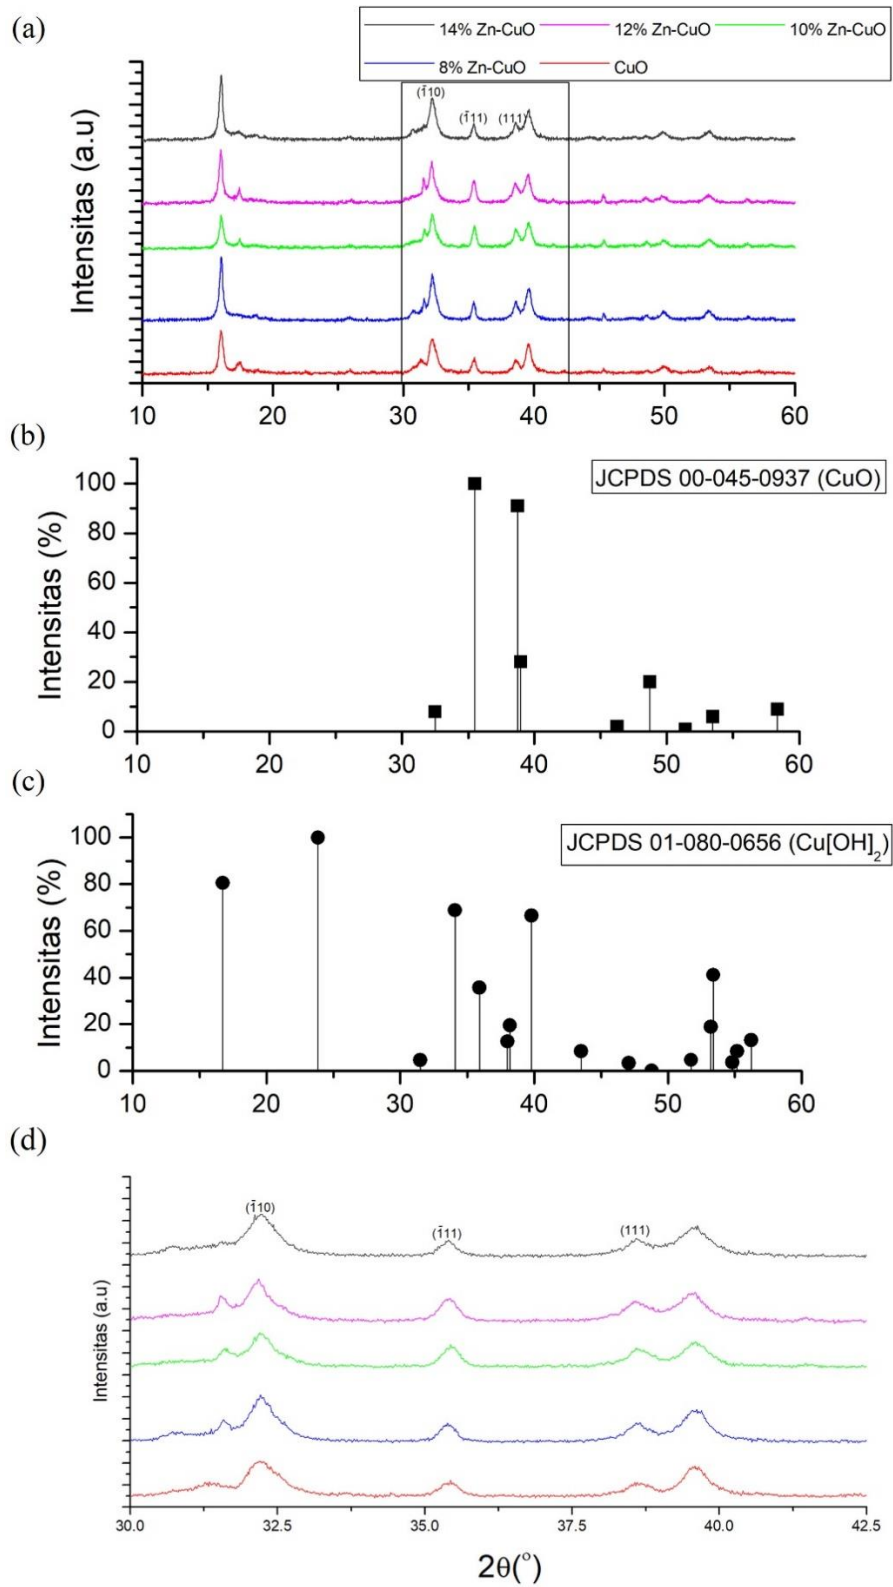 (a)
14% Zn-CuO 12% Zn-CuO 10% Zn-CuO
8% Zn-CuO CuO
Intensitas (a.u)
(1̄10)
(1̄11) (111)
10 20 30 40 50 60
(b)
JCPDS 00-045-0937 (CuO)
Intensitas (%)
100
80
60
40
20
0
10 20 30 40 50 60
(c)
JCPDS 01-080-0656 (Cu[OH]₂)
Intensitas (%)
100
80
60
40
20
0
10 20 30 40 50 60
(d)
Intensitas (a.u)
(1̄10)
(1̄11) (111)
30.0 32.5 35.0 37.5 40.0 42.5
2θ(°)